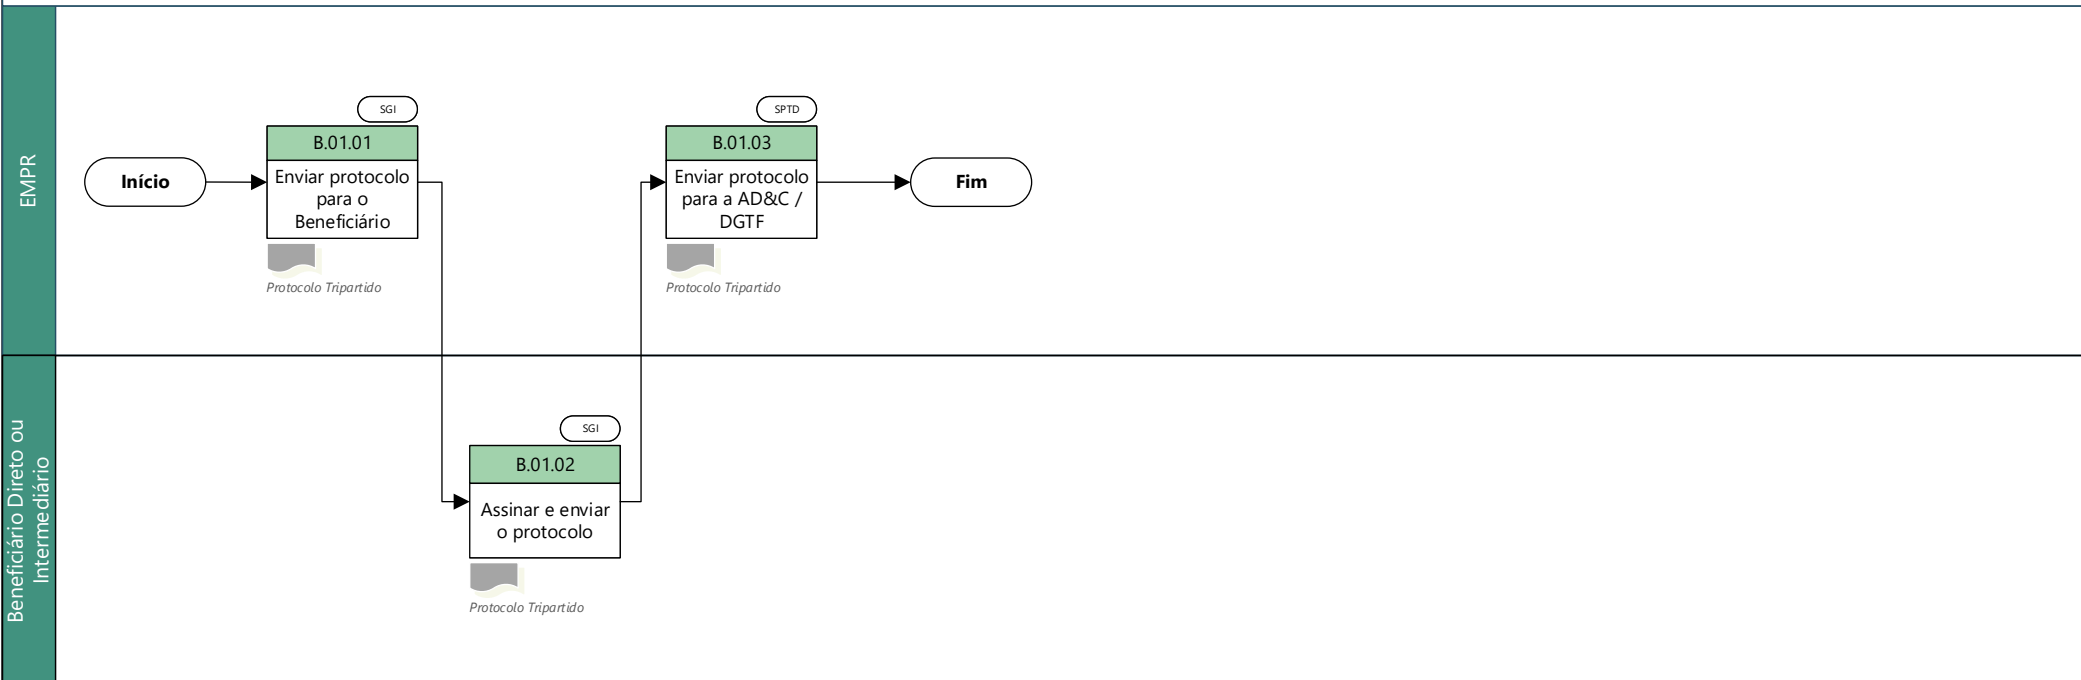 EMPR
Início
SGI
B.01.01
Enviar protocolo
para o
Beneficiário
Protocolo Tripartido
SPTD
B.01.03
Enviar protocolo
para a AD&C /
DGTF
Protocolo Tripartido
Fim
Beneficiário Direto ou
Intermediário
SGI
B.01.02
Assinar e enviar
o protocolo
Protocolo Tripartido